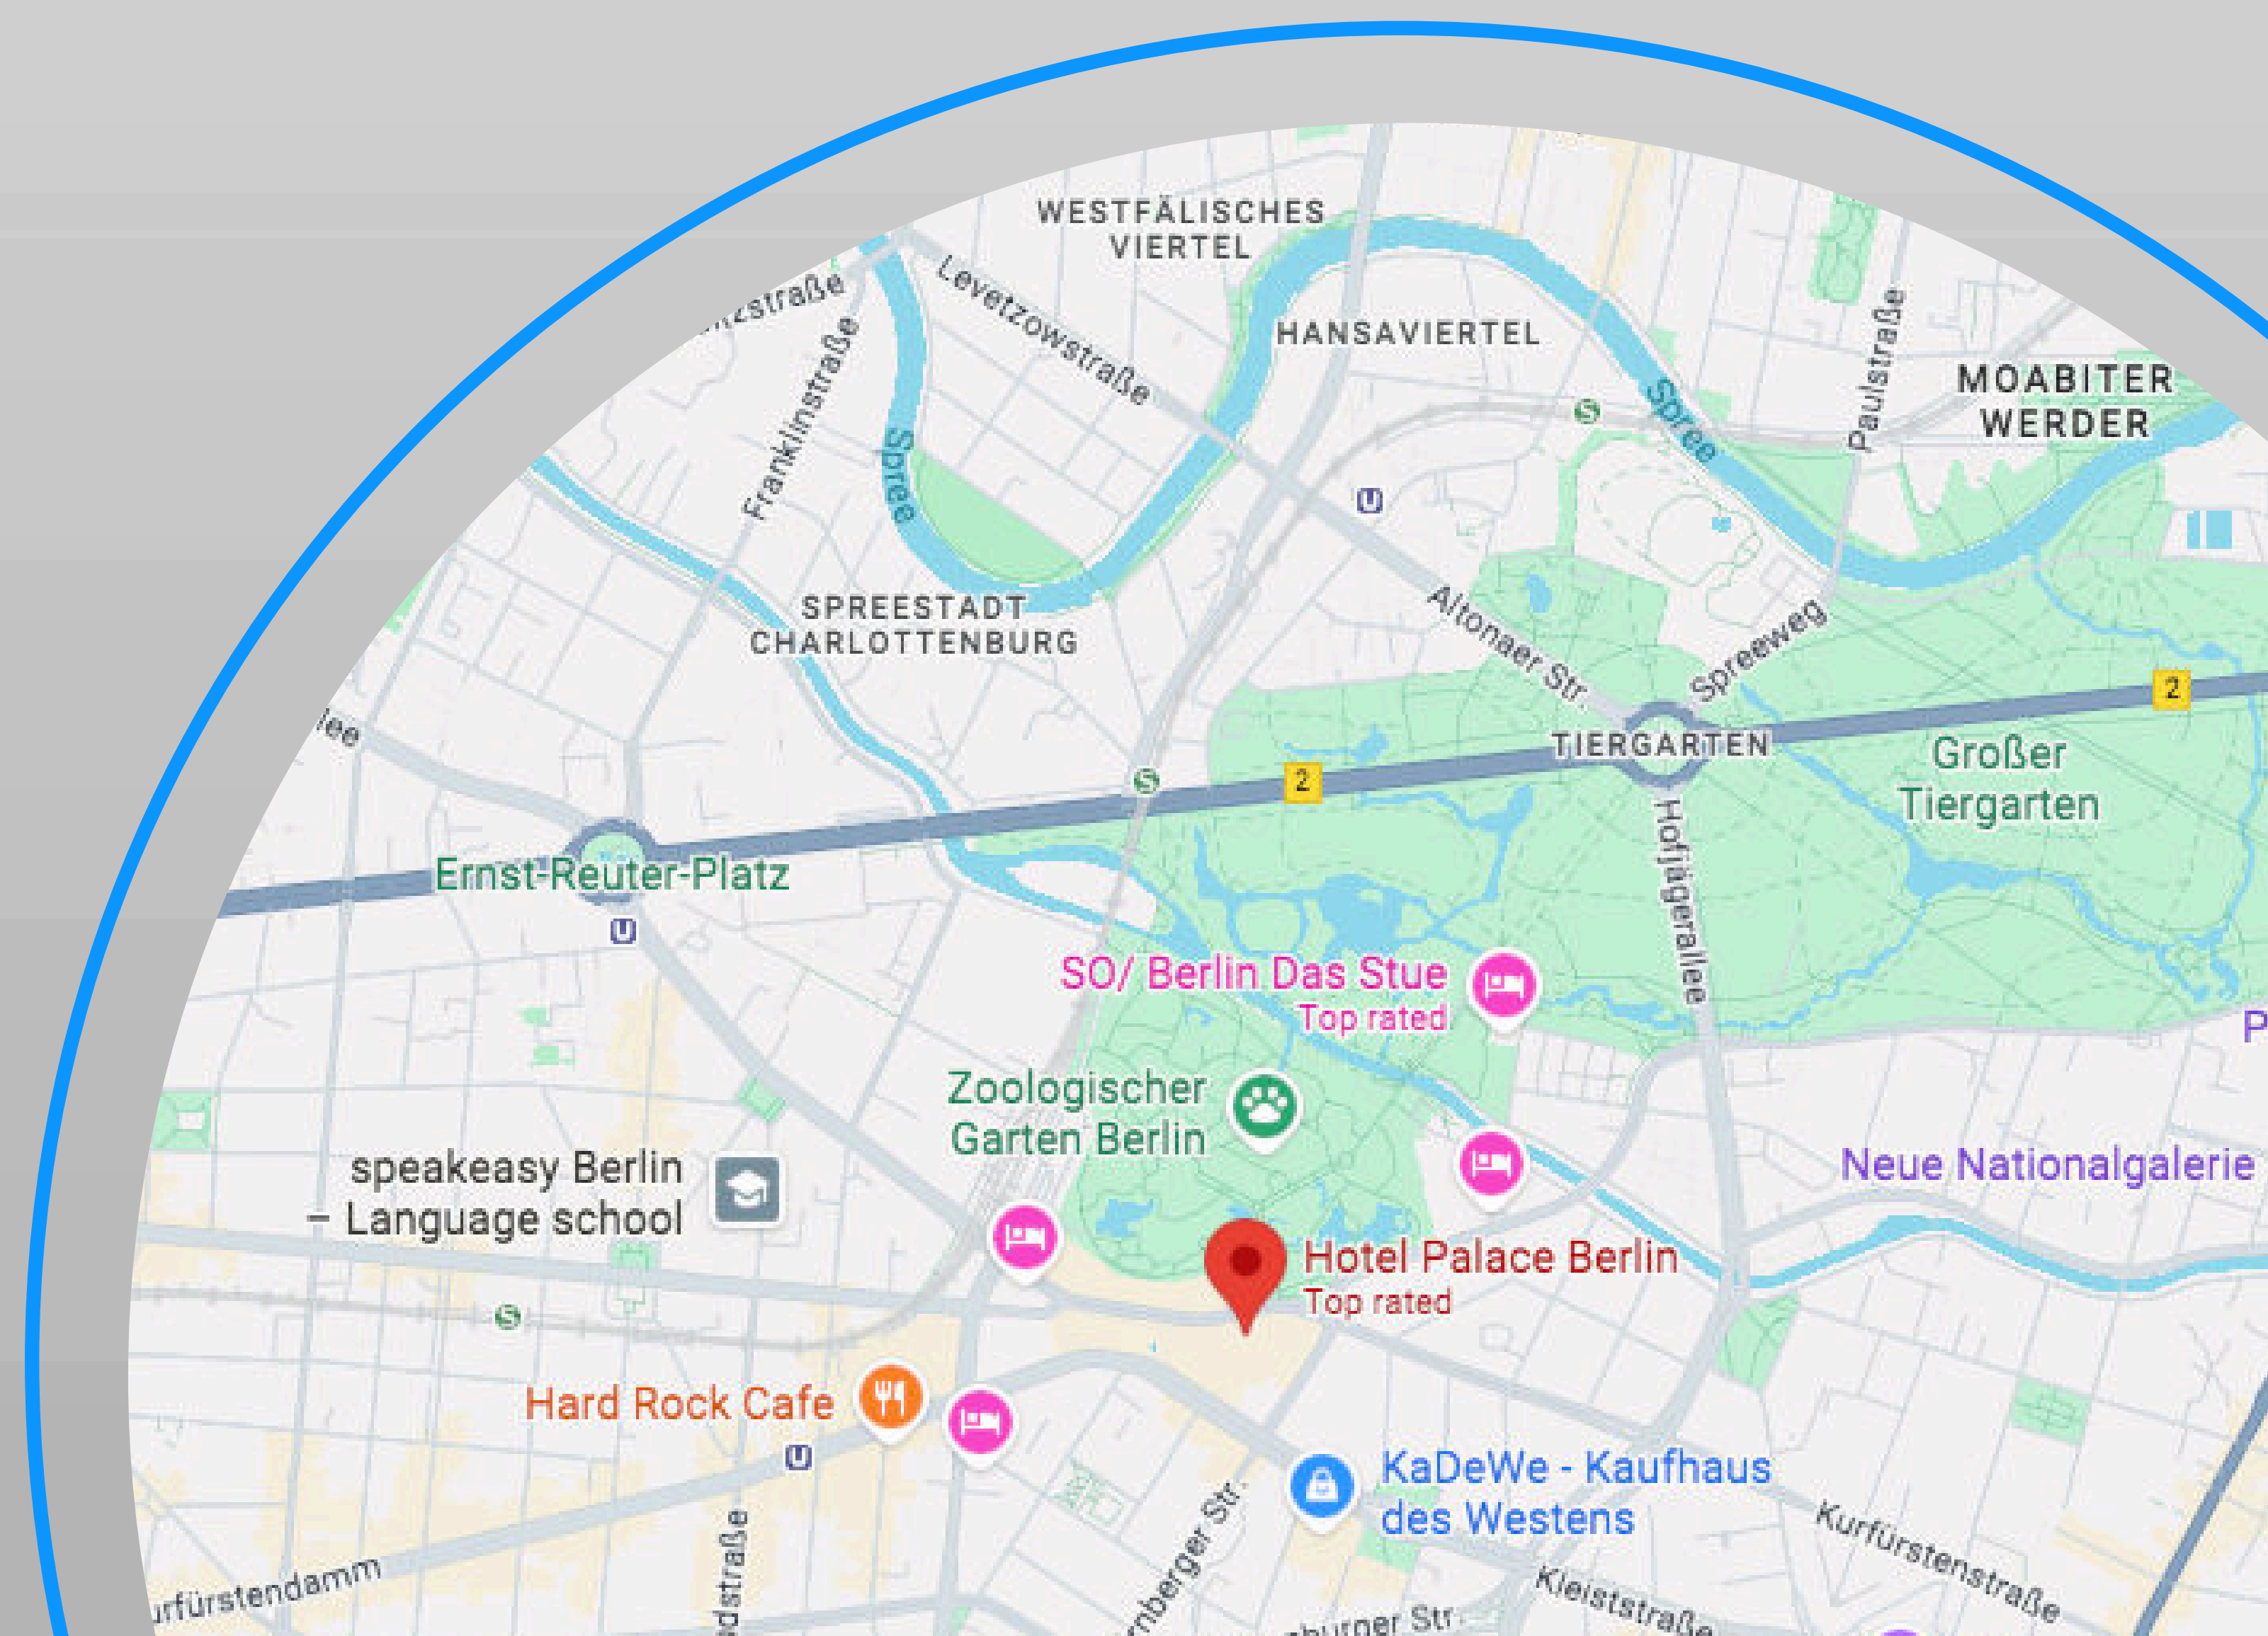 WESTFÄLISCHES
VIERTEL
Levetzowstraße
Franklinstraße
HANSAVIERTEL
Paulstraße
MOABITER
WERDER
Spree
Spree
SPREESTADT
CHARLOTTENBURG
Altonaer Str.
Spreeweg
2
TIERGARTEN
2
Großer
Tiergarten
Ernst-Reuter-Platz
Hofjägerallee
SO/ Berlin Das Stue
Top rated
Zoologischer
Garten Berlin
Neue Nationalgalerie
speakeasy Berlin
– Language school
Hotel Palace Berlin
Top rated
Hard Rock Cafe
KaDeWe - Kaufhaus
des Westens
Kurfürstenstraße
Kleiststraße
urfürstendamm